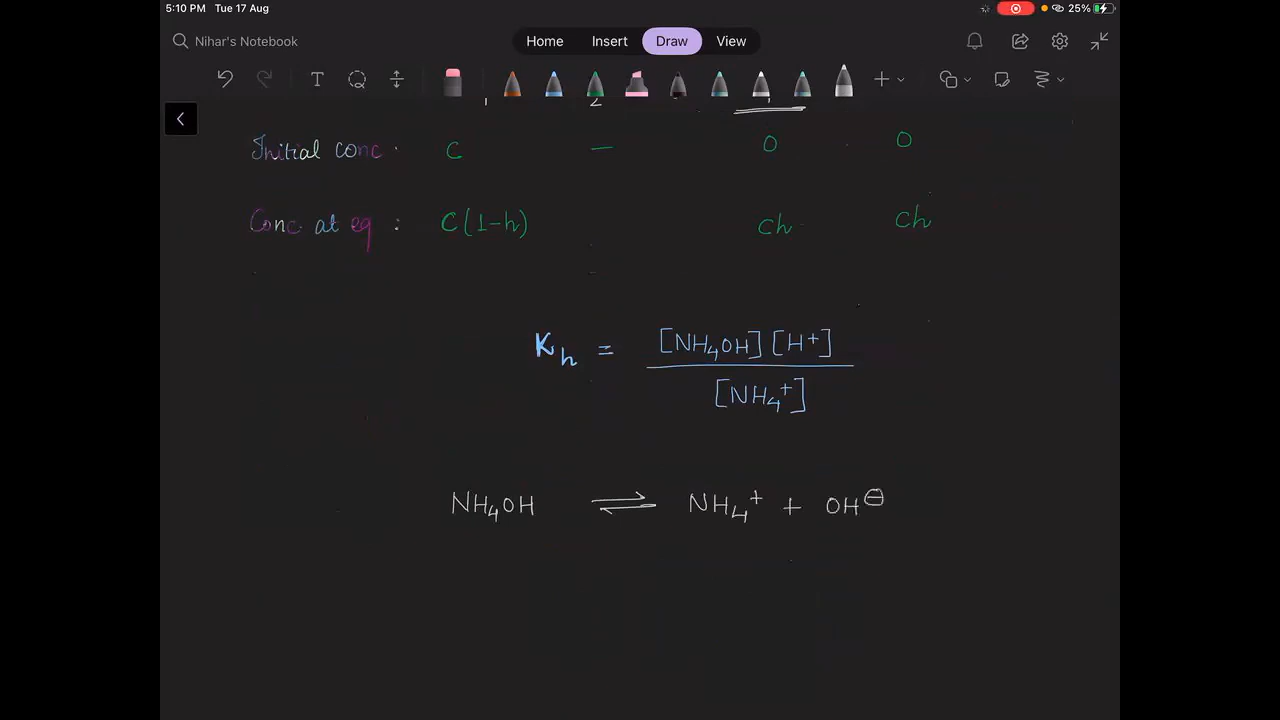 5:10 PM Tue 17 Aug
25%
Nihar's Notebook
Home Insert Draw View
Initial conc. C — 0 0
Conc. at eq : C(1-h) Ch Ch
K_h = [NH₄OH][H⁺] / [NH₄⁺]
NH₄OH ⇌ NH₄⁺ + OH⊖